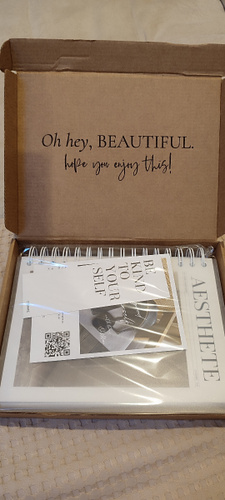 Oh hey, BEAUTIFUL.
hope you enjoy this!
BE
KIND
TO
YOUR
SELF
AESTHETE